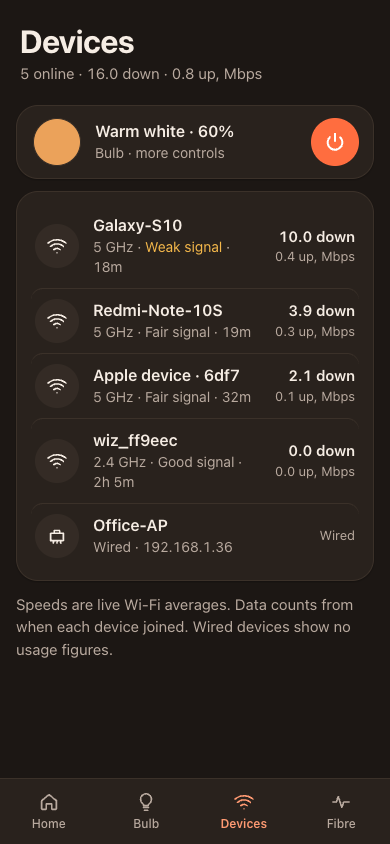 Devices
5 online · 16.0 down · 0.8 up, Mbps
Warm white · 60%
Bulb · more controls
Galaxy-S10
5 GHz · Weak signal ·
18m
10.0 down
0.4 up, Mbps
Redmi-Note-10S
5 GHz · Fair signal · 19m
3.9 down
0.3 up, Mbps
Apple device · 6df7
5 GHz · Fair signal · 32m
2.1 down
0.1 up, Mbps
wiz_ff9eec
2.4 GHz · Good signal ·
2h 5m
0.0 down
0.0 up, Mbps
Office-AP
Wired · 192.168.1.36
Wired
Speeds are live Wi-Fi averages. Data counts from
when each device joined. Wired devices show no
usage figures.
Home
Bulb
Devices
Fibre